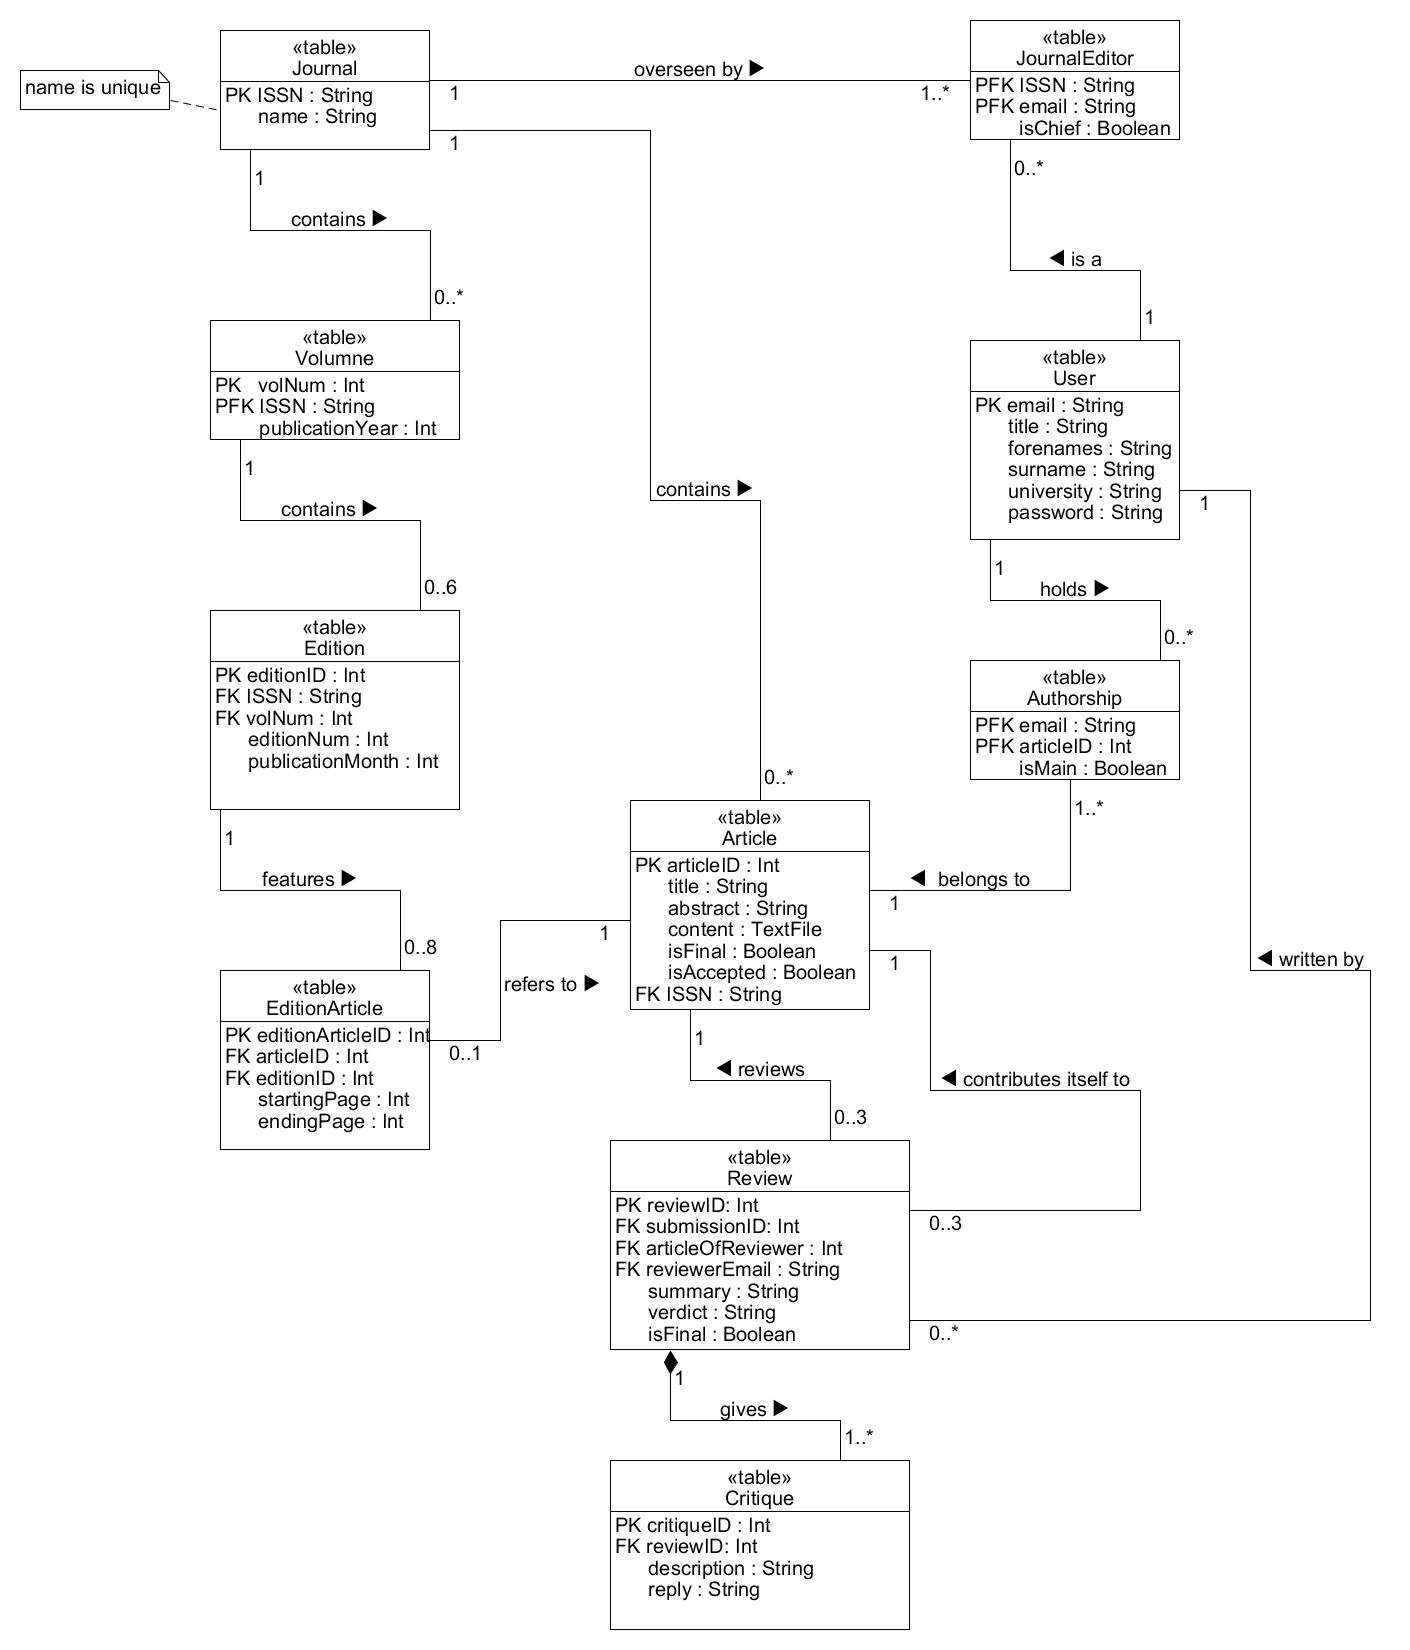 «table»
Journal
PK ISSN : String
name : String
name is unique
overseen by ▶
1
1..*
«table»
JournalEditor
PFK ISSN : String
PFK email : String
isChief : Boolean
1
1
contains ▶
0..*
0..*
◀ is a
1
«table»
Volumne
PK volNum : Int
PFK ISSN : String
publicationYear : Int
«table»
User
PK email : String
title : String
forenames : String
surname : String
university : String
password : String
1
contains ▶
0..6
contains ▶
0..*
1
1
holds ▶
0..*
«table»
Edition
PK editionID : Int
FK ISSN : String
FK volNum : Int
editionNum : Int
publicationMonth : Int
«table»
Authorship
PFK email : String
PFK articleID : Int
isMain : Boolean
1
features ▶
0..8
«table»
Article
PK articleID : Int
title : String
abstract : String
content : TextFile
isFinal : Boolean
isAccepted : Boolean
FK ISSN : String
1..*
◀ belongs to
1
1
1
refers to ▶
0..1
◀ written by
«table»
EditionArticle
PK editionArticleID : Int
FK articleID : Int
FK editionID : Int
startingPage : Int
endingPage : Int
1
◀ reviews
0..3
◀ contributes itself to
0..3
«table»
Review
PK reviewID: Int
FK submissionID: Int
FK articleOfReviewer : Int
FK reviewerEmail : String
summary : String
verdict : String
isFinal : Boolean
0..*
1
gives ▶
1..*
«table»
Critique
PK critiqueID : Int
FK reviewID: Int
description : String
reply : String